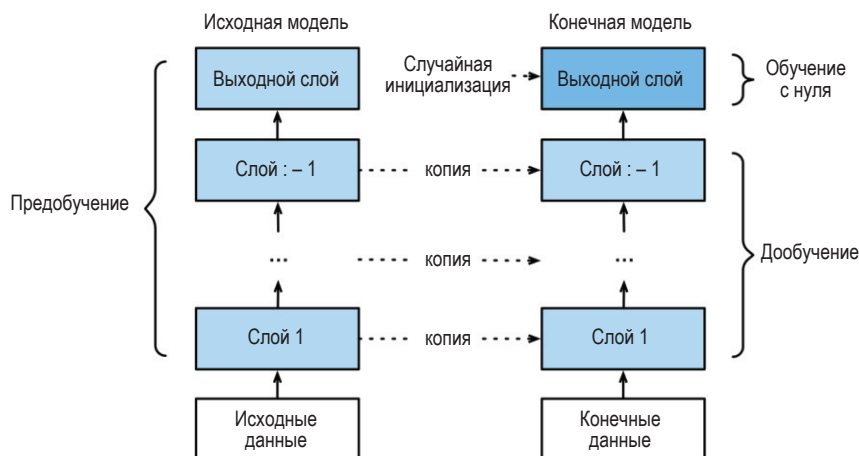 Исходная модель
Конечная модель
Выходной слой
Случайная
инициализация
Выходной слой
Обучение
с нуля
Слой : – 1
копия
Слой : – 1
Предобучение
...
копия
...
Дообучение
Слой 1
копия
Слой 1
Исходные
данные
Конечные
данные